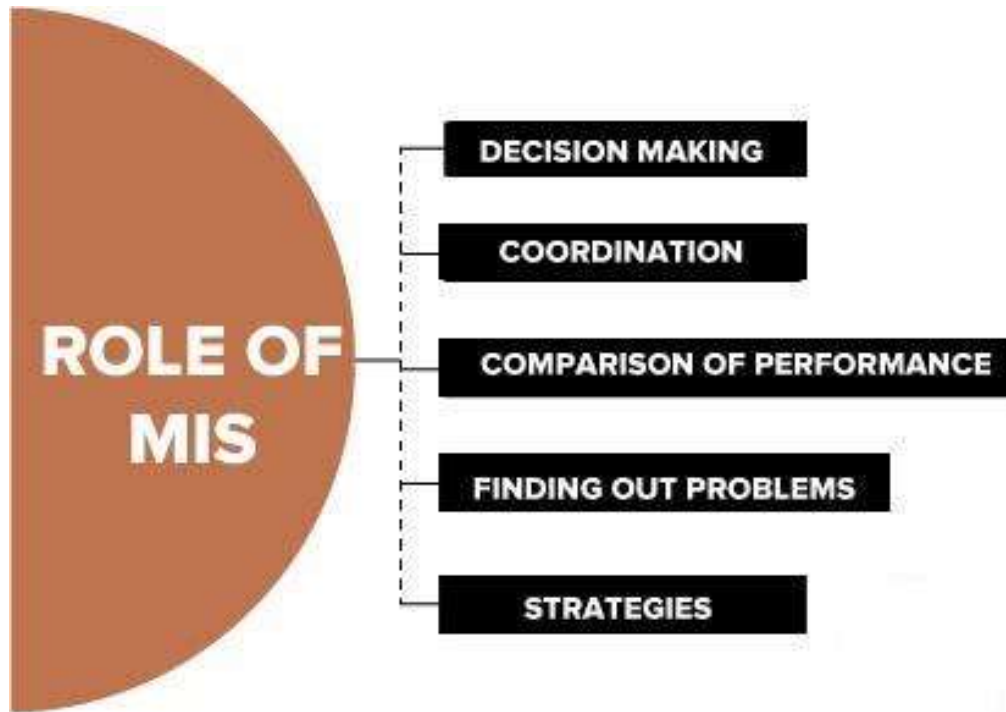 ROLE OF
MIS
DECISION MAKING
COORDINATION
COMPARISON OF PERFORMANCE
FINDING OUT PROBLEMS
STRATEGIES